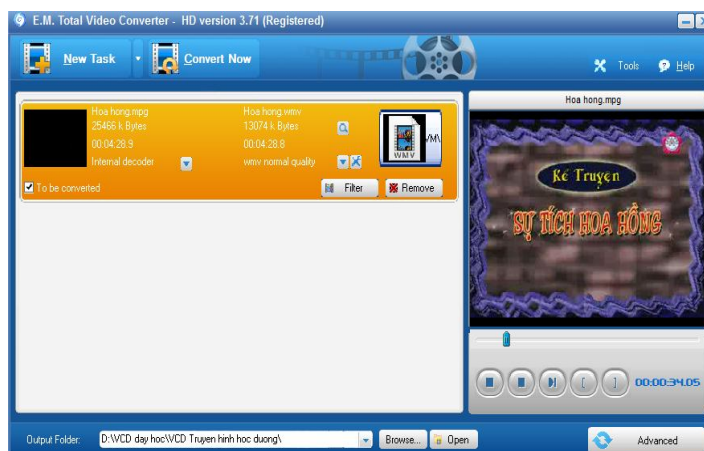 E.M. Total Video Converter - HD version 3.71 (Registered)
New Task
Convert Now
Tools
Help
Hoa hong.mpg
25466 k Bytes
00:04:28.9
Internal decoder
Hoa hong.wmv
13074 k Bytes
00:04:28.8
wmv normal quality
WMV
To be converted
Filter
Remove
Hoa hong.mpg
Kể Truyện
SỰ TÍCH HOA HỒNG
00:00:34.05
Output Folder:
D:\VCD day hoc\VCD Truyen hinh hoc duong\
Browse...
Open
Advanced